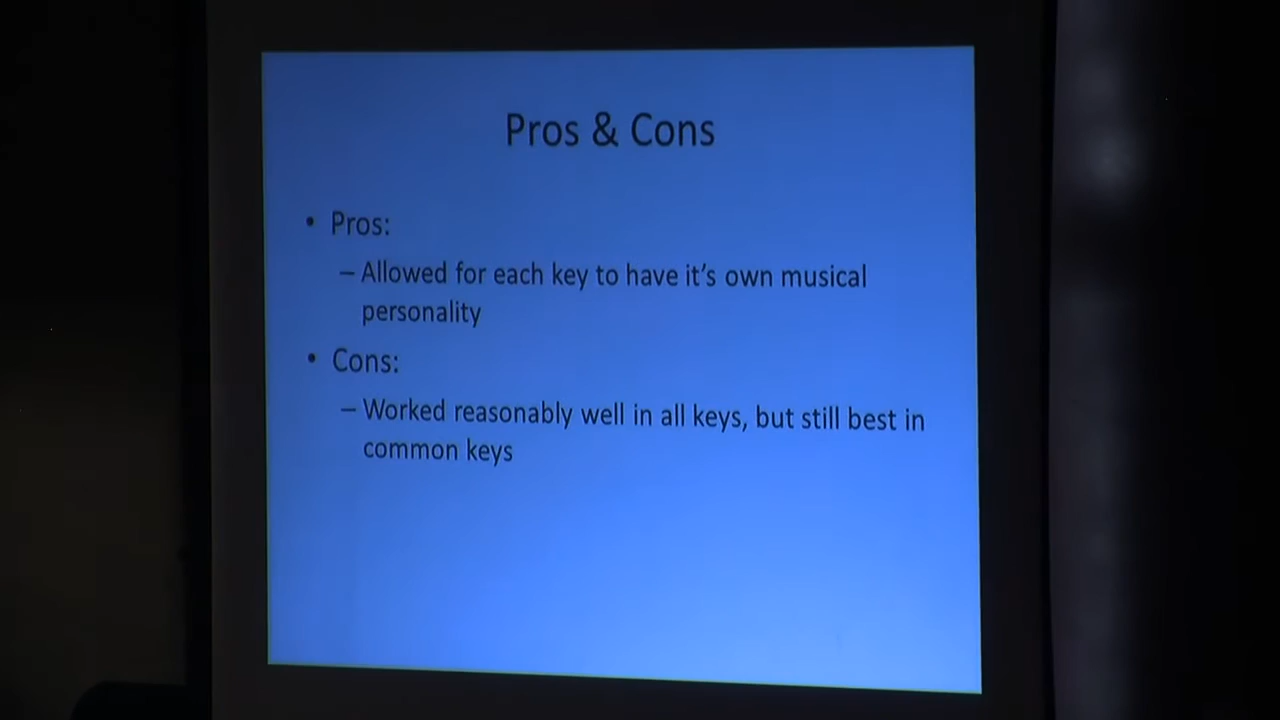 Pros & Cons
• Pros:
– Allowed for each key to have it's own musical
personality
• Cons:
– Worked reasonably well in all keys, but still best in
common keys